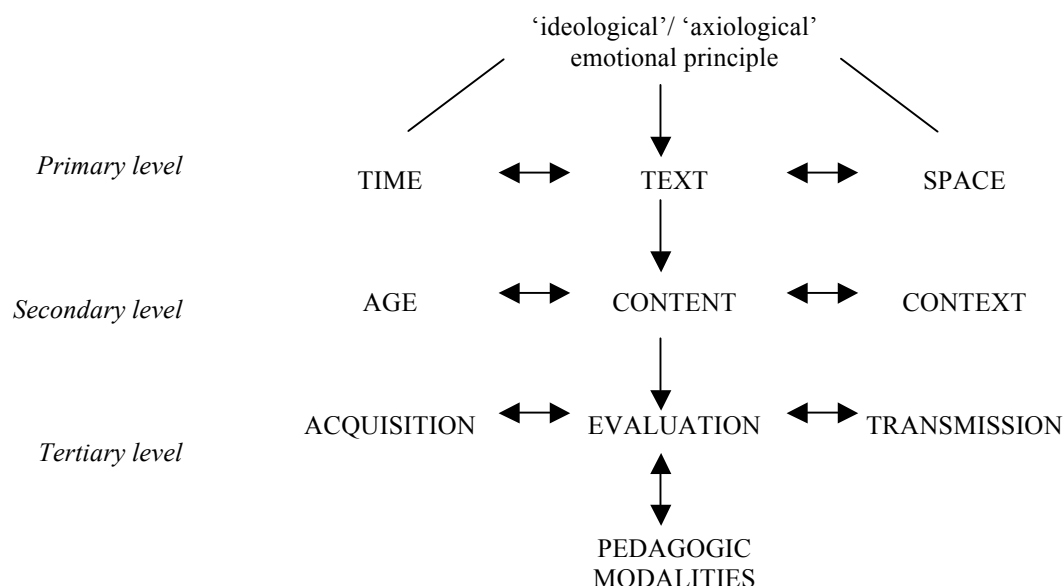 ‘ideological’/ ‘axiological’
emotional principle
Primary level
TIME TEXT SPACE
Secondary level
AGE CONTENT CONTEXT
ACQUISITION EVALUATION TRANSMISSION
Tertiary level
PEDAGOGIC
MODALITIES